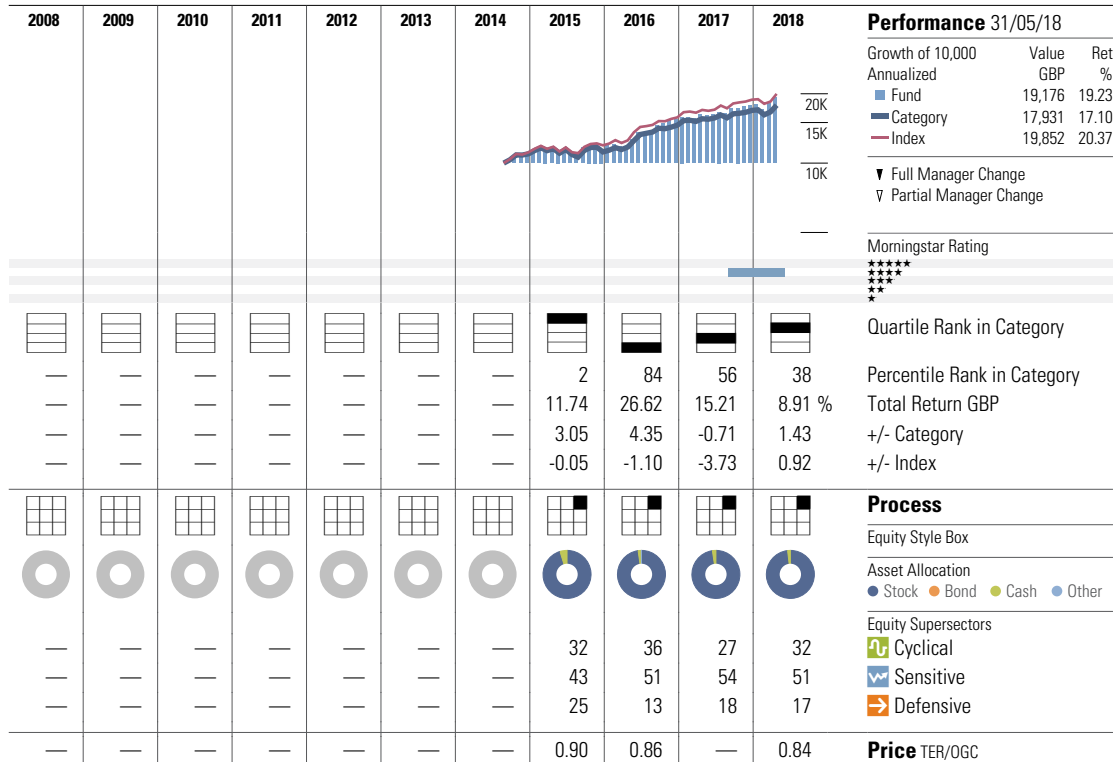 2008 2009 2010 2011 2012 2013 2014 2015 2016 2017 2018 Performance 31/05/18
Growth of 10,000 Value Ret
Annualized GBP %
Fund 19,176 19.23
Category 17,931 17.10
Index 19,852 20.37
20K
15K
10K
Full Manager Change
Partial Manager Change
Morningstar Rating
★★★★★
★★★★
★★★
★★
★
Quartile Rank in Category
— — — — — — — 2 84 56 38 Percentile Rank in Category
— — — — — — — 11.74 26.62 15.21 8.91 % Total Return GBP
— — — — — — — 3.05 4.35 -0.71 1.43 +/- Category
— — — — — — — -0.05 -1.10 -3.73 0.92 +/- Index
Process
Equity Style Box
Asset Allocation
Stock Bond Cash Other
Equity Supersectors
— — — — — — — 32 36 27 32 Cyclical
— — — — — — — 43 51 54 51 Sensitive
— — — — — — — 25 13 18 17 Defensive
— — — — — — — 0.90 0.86 — 0.84 Price TER/OGC